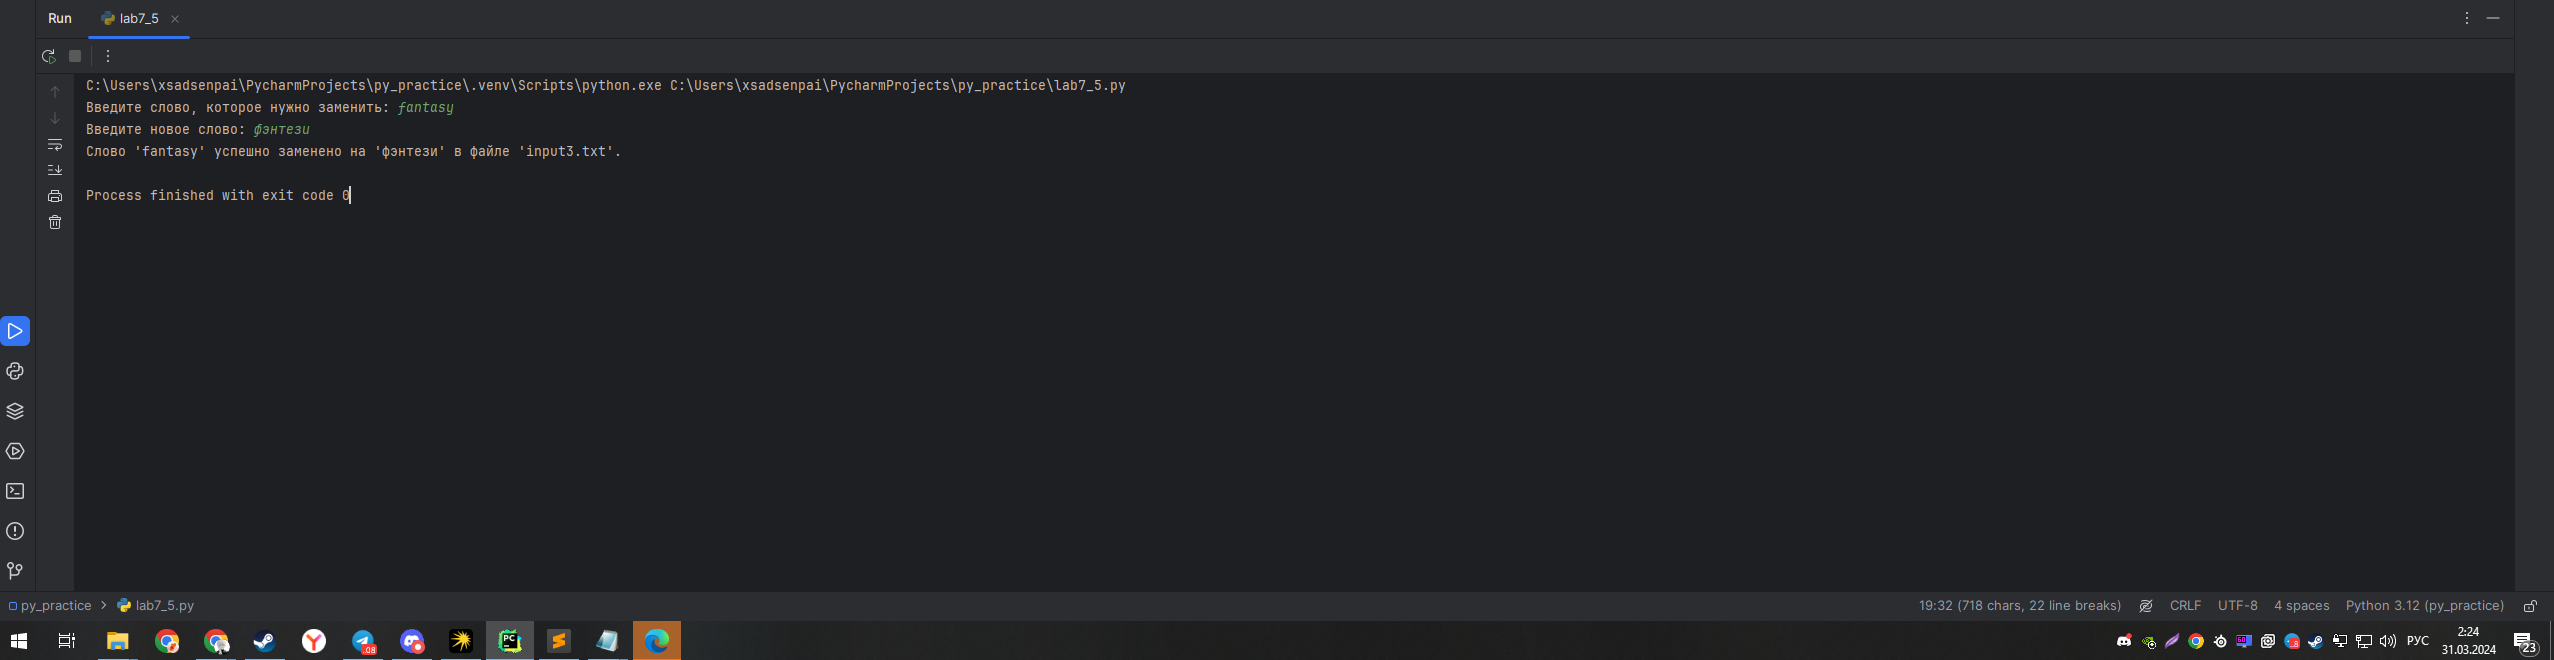 Run lab7_5
C:\Users\xsadsenpai\PycharmProjects\py_practice\.venv\Scripts\python.exe C:\Users\xsadsenpai\PycharmProjects\py_practice\lab7_5.py
Введите слово, которое нужно заменить: fantasy
Введите новое слово: фэнтези
Слово 'fantasy' успешно заменено на 'фэнтези' в файле 'input3.txt'.
Process finished with exit code 0
py_practice > lab7_5.py 19:32 (718 chars, 22 line breaks) CRLF UTF-8 4 spaces Python 3.12 (py_practice)
.08 PC РУС 2:24
31.03.2024 23